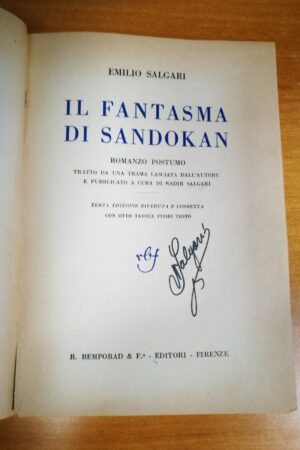 EMILIO SALGARI
IL FANTASMA
DI SANDOKAN
ROMANZO POSTUMO
TRATTO DA UNA TRAMA LASCIATA DALL'AUTORE
E PUBBLICATO A CURA DI NADIR SALGARI
TERZA EDIZIONE RIVEDUTA E CORRETTA
CON OTTO TAVOLE FUORI TESTO
R. BEMPORAD & F.º - EDITORI - FIRENZE